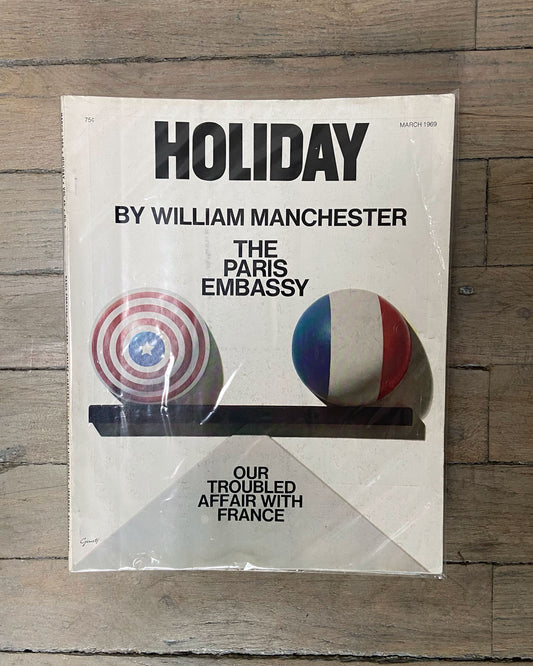 75¢
MARCH 1969
HOLIDAY
BY WILLIAM MANCHESTER
THE
PARIS
EMBASSY
OUR
TROUBLED
AFFAIR WITH
FRANCE